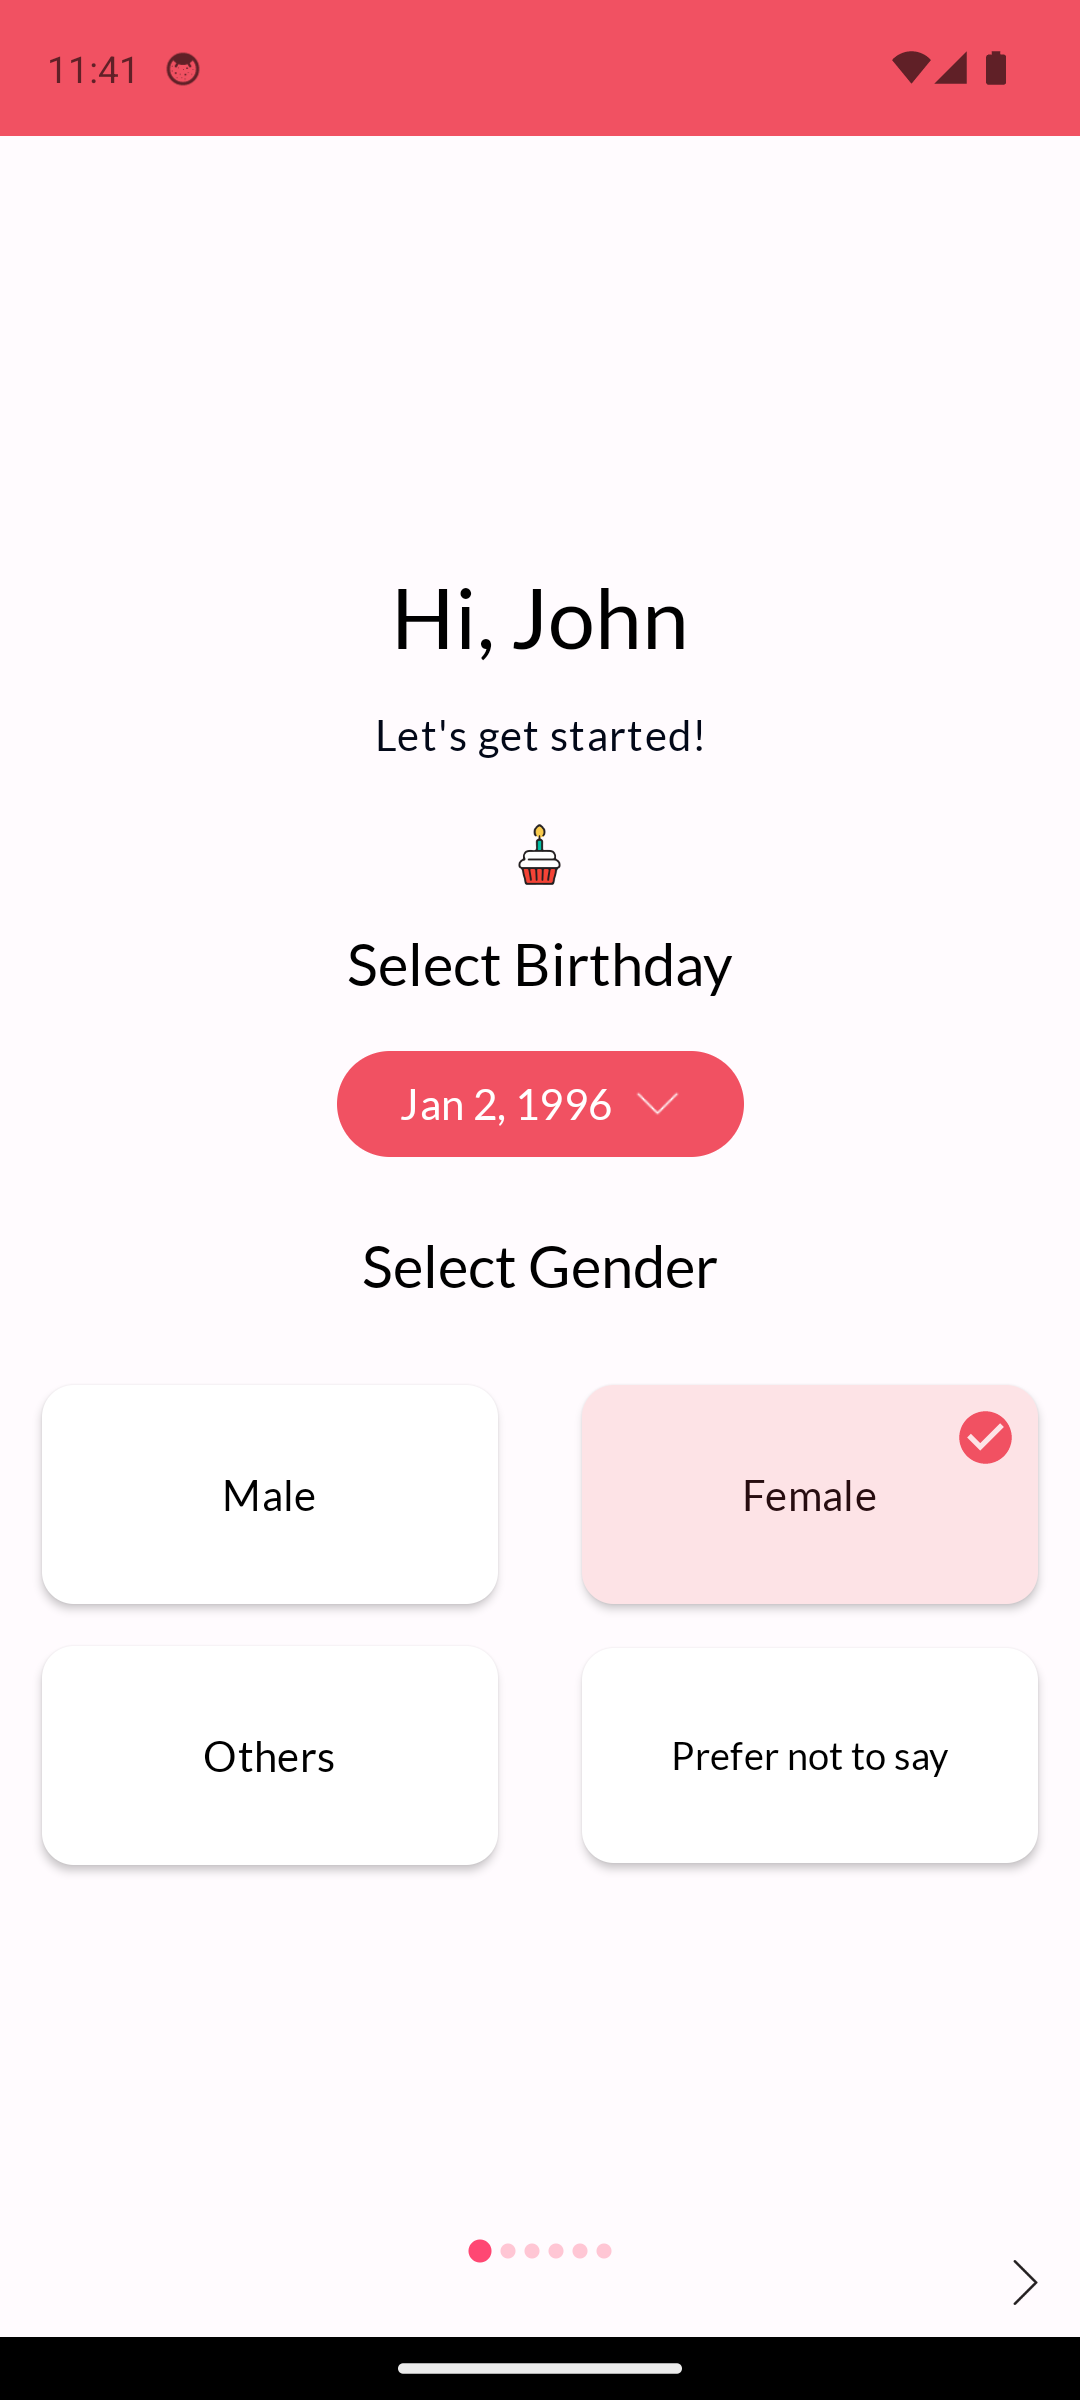 11:41
Hi, John
Let's get started!
Select Birthday
Jan 2, 1996
Select Gender
Male
Female
Others
Prefer not to say